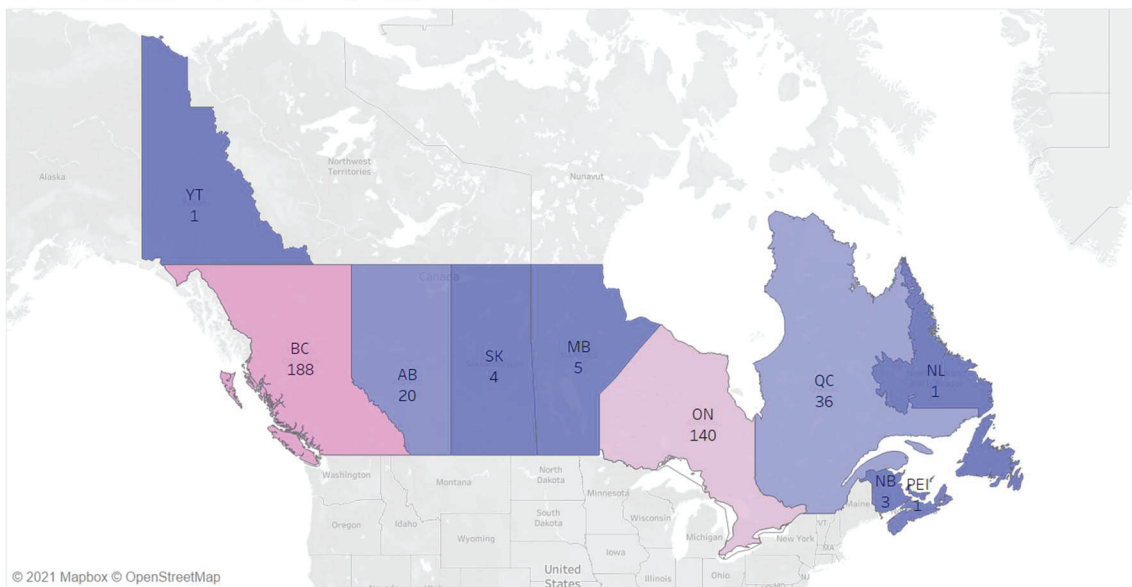 Northwest
Territories
Alaska
Nunavut
YT
1
Canada
BC
188
AB
20
SK
4
MB
5
ON
140
QC
36
NL
1
NB
3
PEI
1
Washington
Montana
North
Dakota
Minnesota
Oregon
Idaho
South
Dakota
Wisconsin
Michigan
Maine
VT
New York
MA
Wyoming
Iowa
Illinois
Ohio
United
States
© 2021 Mapbox © OpenStreetMap